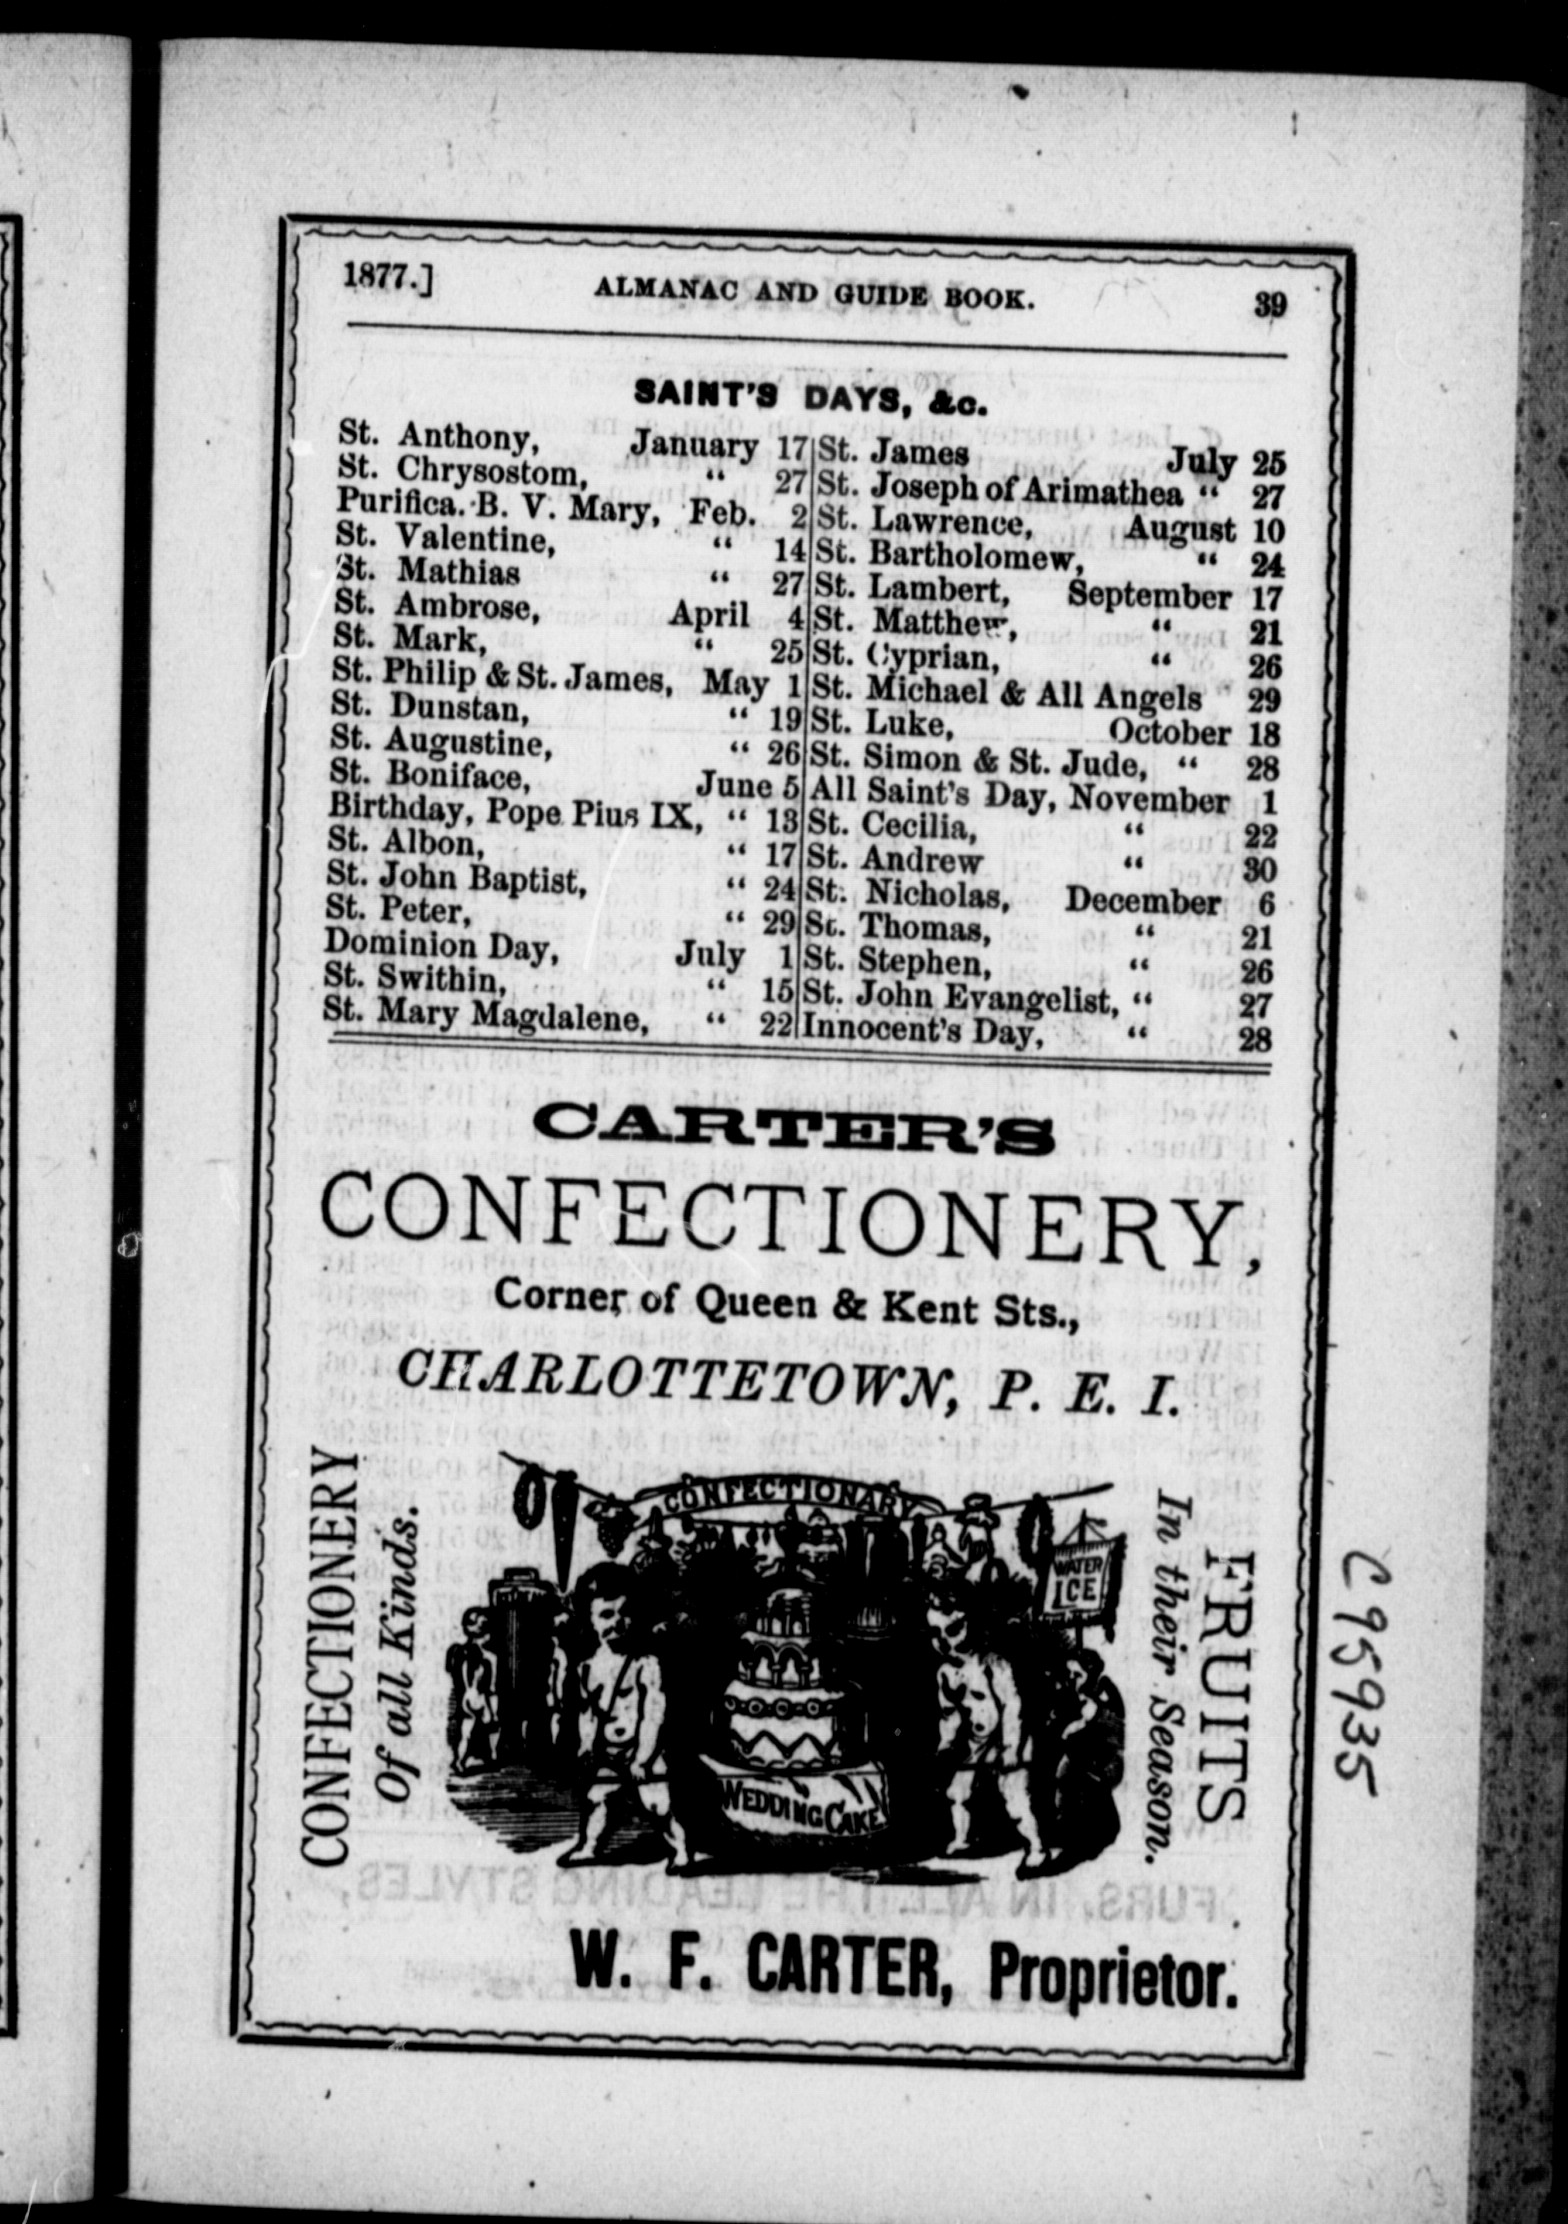 1877.] ALMANAC AND GUIDE BOOK. 39
SAINT'S DAYS, &c.
St. Anthony, January 17
St. Chrysostom, " 27
Purifica. B. V. Mary, Feb. 2
St. Valentine, " 14
St. Mathias " 27
St. Ambrose, April 4
St. Mark, " 25
St. Philip & St. James, May 1
St. Dunstan, " 19
St. Augustine, " 26
St. Boniface, June 5
Birthday, Pope Pius IX, " 13
St. Albon, " 17
St. John Baptist, " 24
St. Peter, " 29
Dominion Day, July 1
St. Swithin, " 15
St. Mary Magdalene, " 22
St. James July 25
St. Joseph of Arimathea " 27
St. Lawrence, August 10
St. Bartholomew, " 24
St. Lambert, September 17
St. Matthew, " 21
St. Cyprian, " 26
St. Michael & All Angels " 29
St. Luke, October 18
St. Simon & St. Jude, " 28
All Saint's Day, November 1
St. Cecilia, " 22
St. Andrew " 30
St. Nicholas, December 6
St. Thomas, " 21
St. Stephen, " 26
St. John Evangelist, " 27
Innocent's Day, " 28
CARTER'S
CONFECTIONERY,
Corner of Queen & Kent Sts.,
CHARLOTTETOWN, P. E. I.
CONFECTIONERY
Of all Kinds.
CONFECTIONARY
WATER
ICE
WEDDING CAKE
FRUITS
In their Season.
W. F. CARTER, Proprietor.
C95935